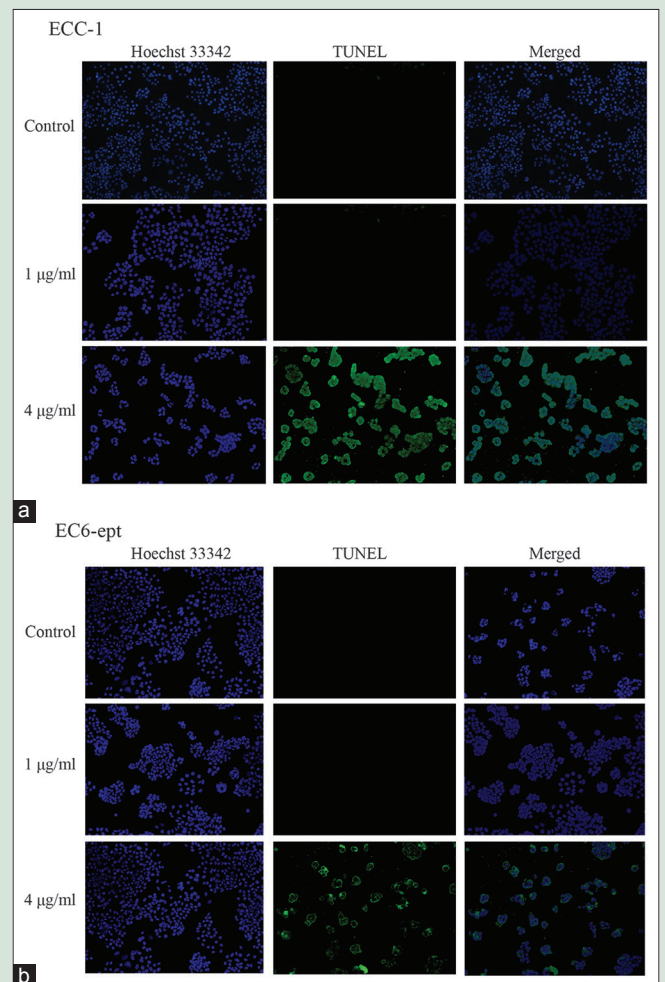 ECC-1
Hoechst 33342 TUNEL Merged
Control
1 μg/ml
4 μg/ml
a
EC6-ept
Hoechst 33342 TUNEL Merged
Control
1 μg/ml
4 μg/ml
b